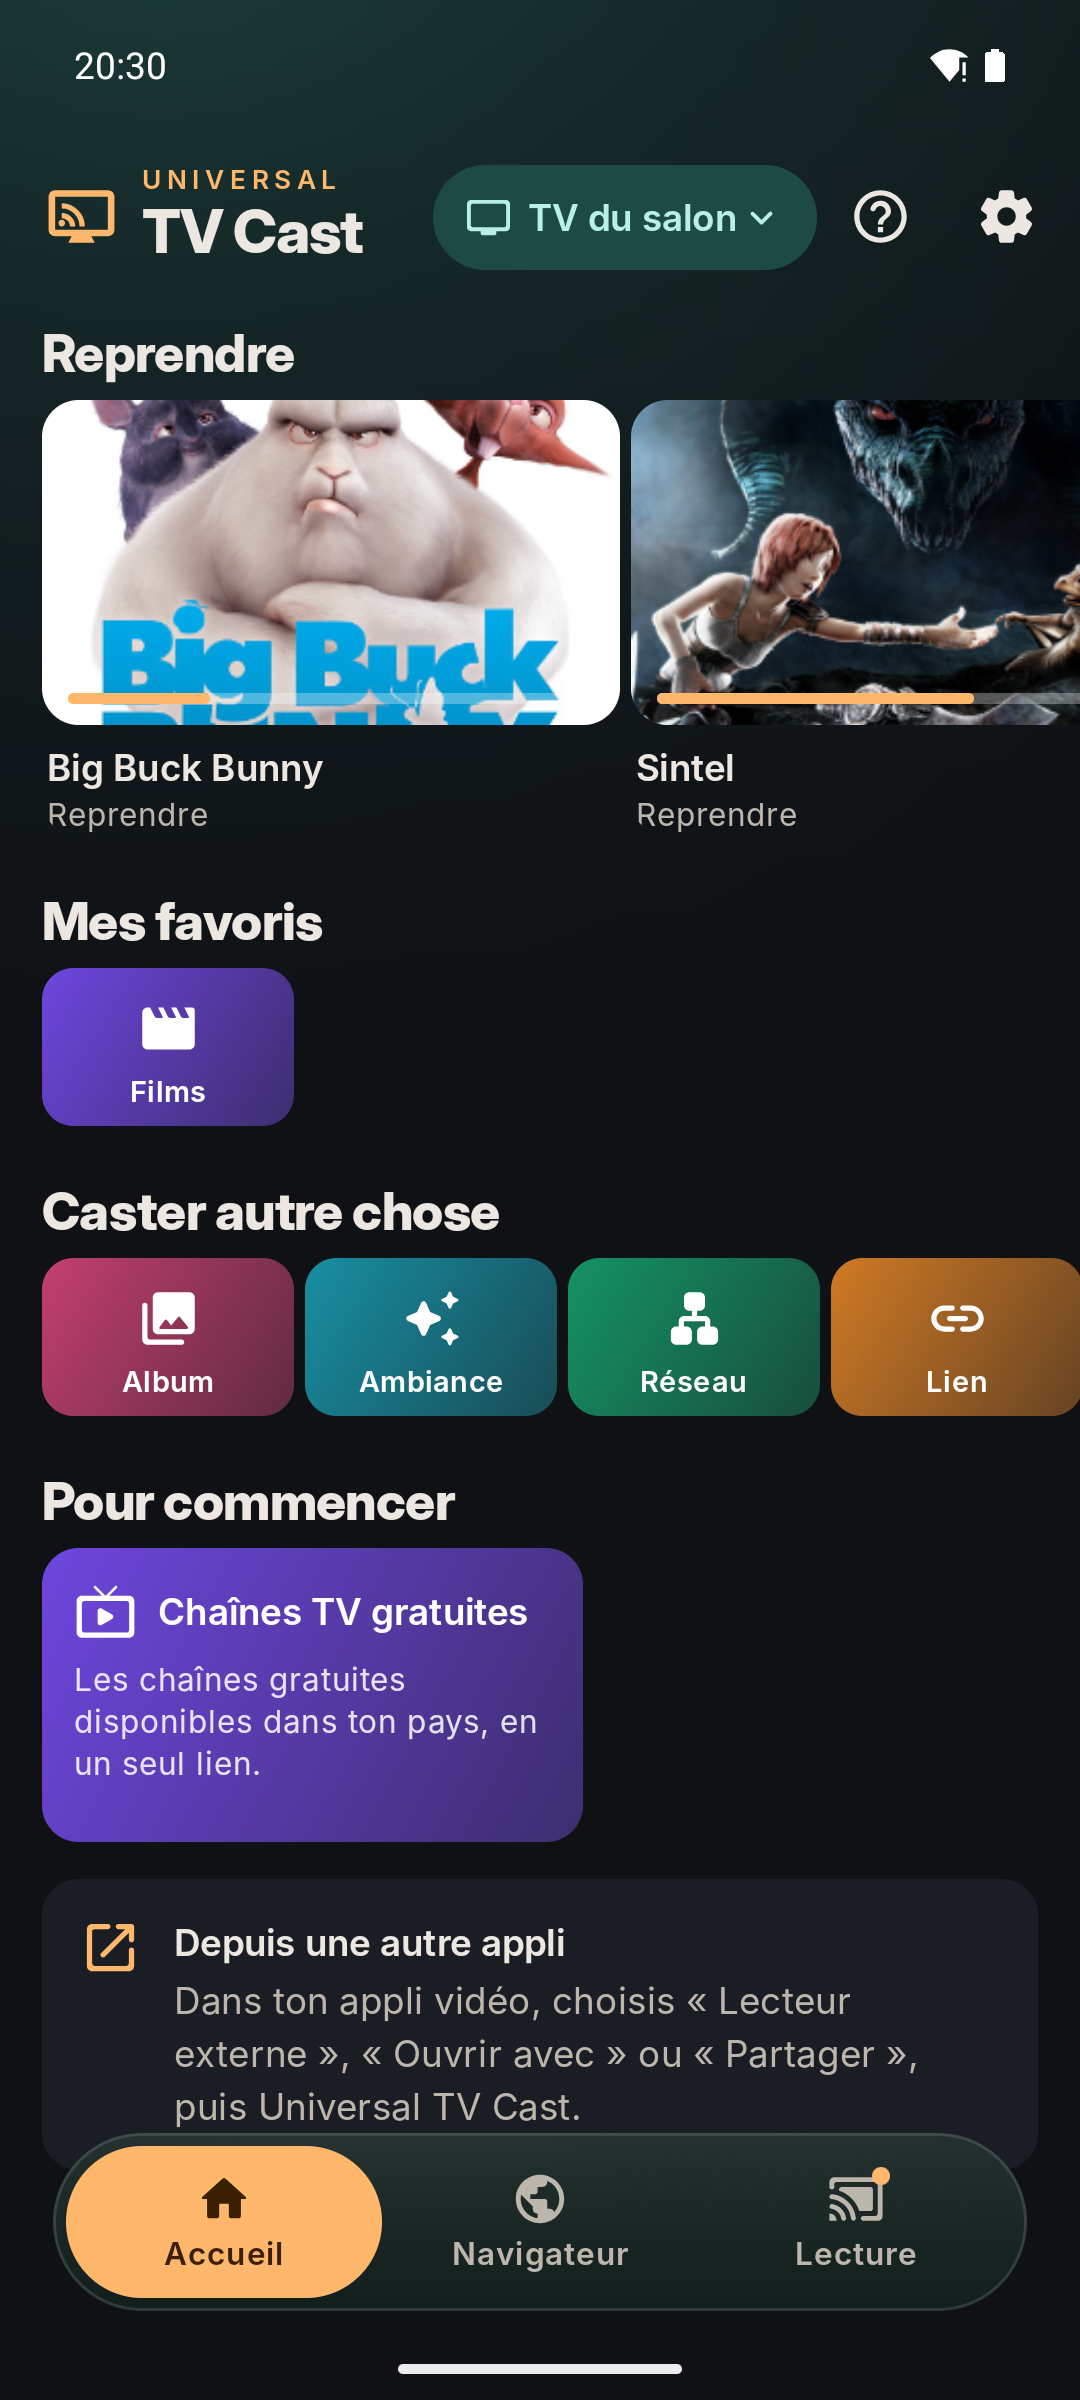 20:30
UNIVERSAL
TV Cast
TV du salon
Reprendre
Big Buck
Big Buck Bunny
Reprendre
Sintel
Reprendre
Mes favoris
Films
Caster autre chose
Album
Ambiance
Réseau
Lien
Pour commencer
Chaînes TV gratuites
Les chaînes gratuites
disponibles dans ton pays, en
un seul lien.
Depuis une autre appli
Dans ton appli vidéo, choisis « Lecteur
externe », « Ouvrir avec » ou « Partager »,
puis Universal TV Cast.
Accueil
Navigateur
Lecture